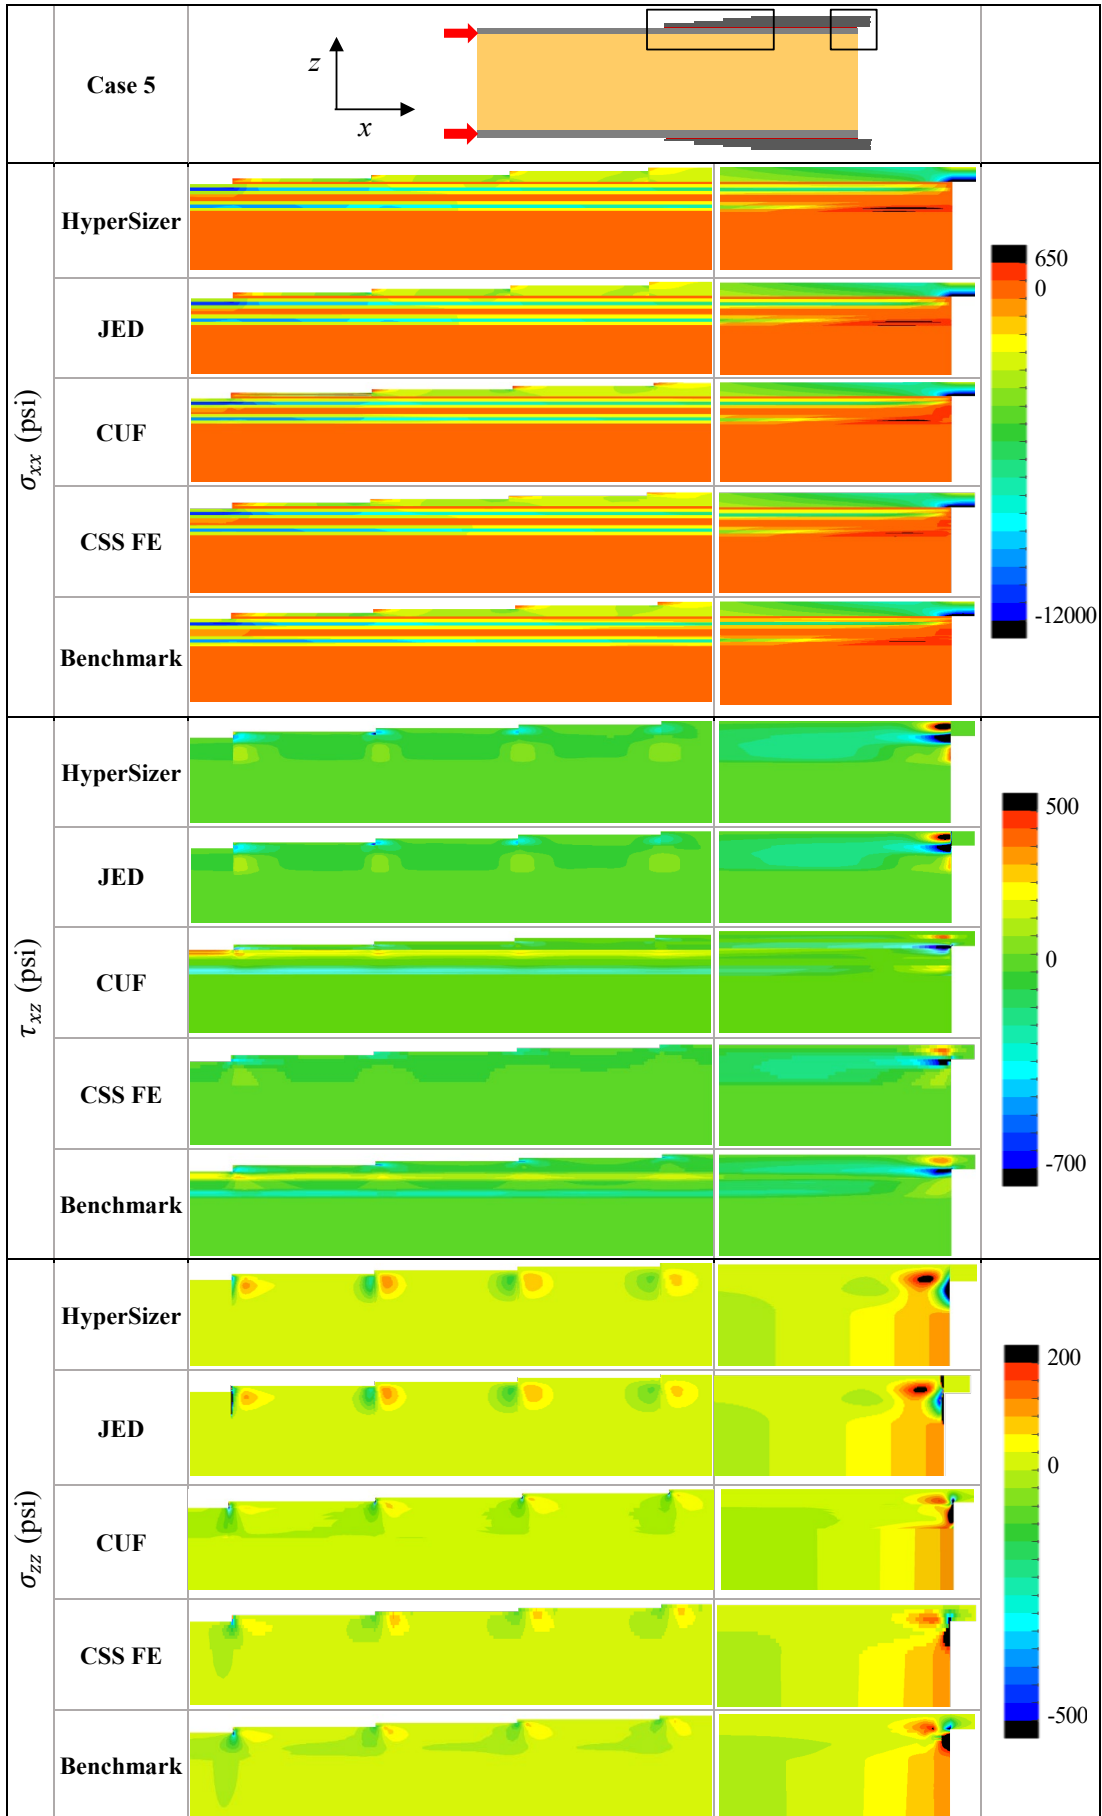 Case 5
z
x
σxx (psi)
HyperSizer
JED
CUF
CSS FE
Benchmark
650
0
-12000
τxz (psi)
HyperSizer
JED
CUF
CSS FE
Benchmark
500
0
-700
σzz (psi)
HyperSizer
JED
CUF
CSS FE
Benchmark
200
0
-500